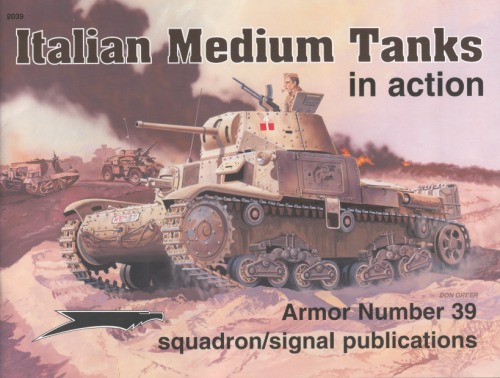 2039
Italian Medium Tanks
in action
DON GREER
Armor Number 39
squadron/signal publications